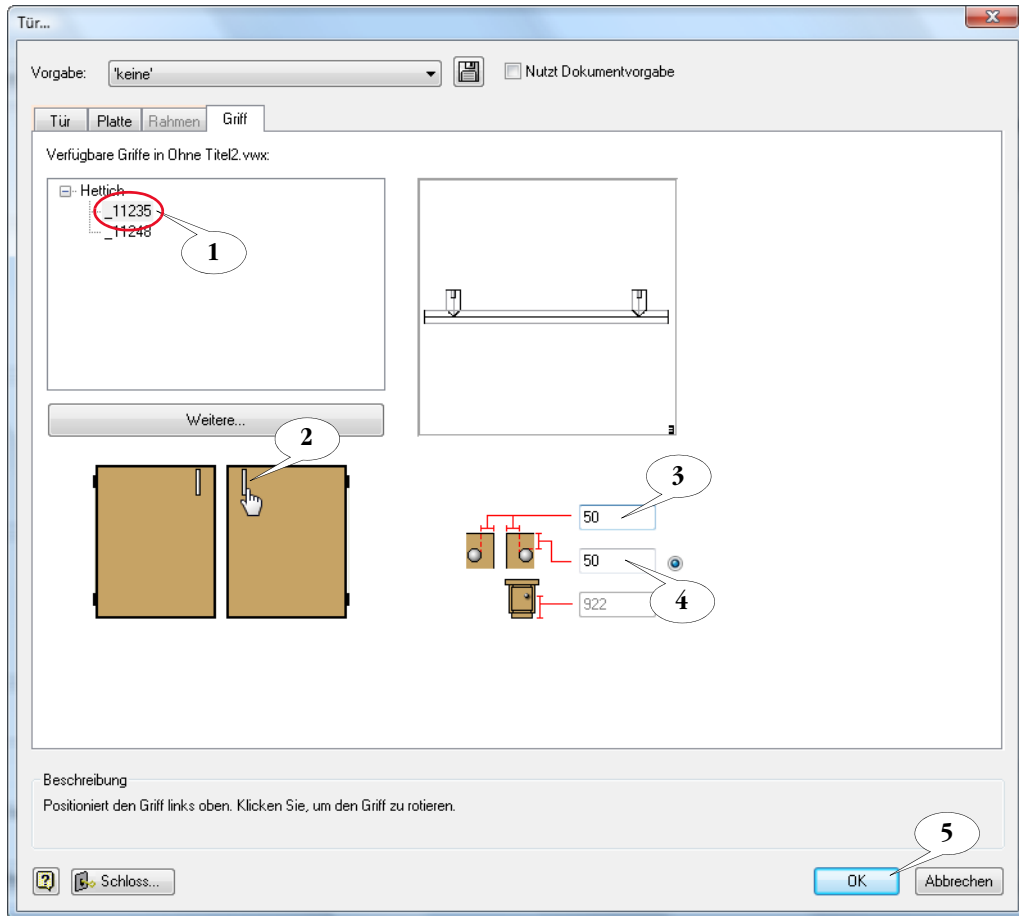 Tür...
Vorgabe: 'keine' Nutzt Dokumentvorgabe
Tür Platte Rahmen Griff
Verfügbare Griffe in Ohne Titel2.vwx:
Hettich
_11235
_11248
1
Weitere...
2
3
50
50
4
922
Beschreibung
Positioniert den Griff links oben. Klicken Sie, um den Griff zu rotieren.
5
Schloss... OK Abbrechen